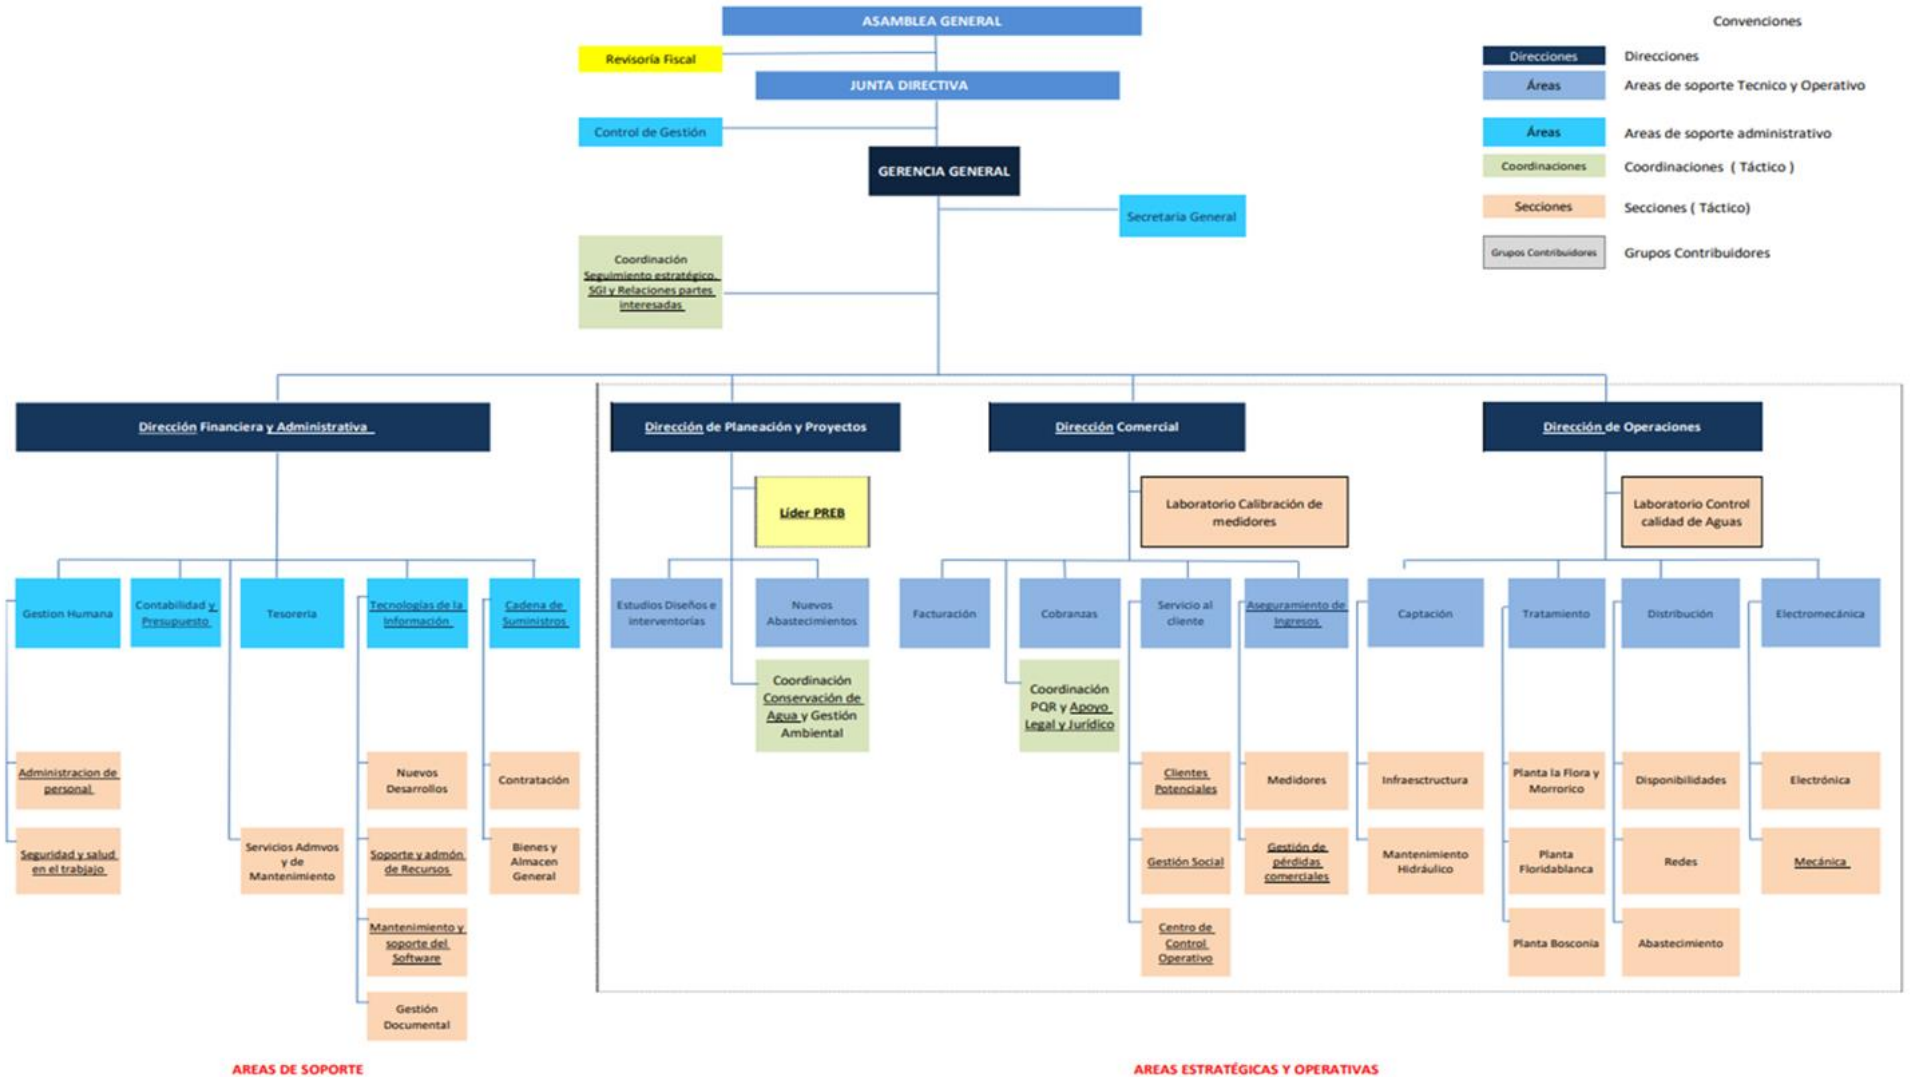 ASAMBLEA GENERAL
Revisoría Fiscal
JUNTA DIRECTIVA
Control de Gestión
GERENCIA GENERAL
Secretaria General
Coordinación
Seguimiento estratégico,
SGI y Relaciones partes
interesadas
Convenciones
Direcciones
Direcciones
Áreas
Areas de soporte Tecnico y Operativo
Áreas
Areas de soporte administrativo
Coordinaciones
Coordinaciones ( Táctico )
Secciones
Secciones ( Táctico)
Grupos Contribuidores
Grupos Contribuidores
Dirección Financiera y Administrativa
Dirección de Planeación y Proyectos
Dirección Comercial
Dirección de Operaciones
Líder PREB
Laboratorio Calibración de
medidores
Laboratorio Control
calidad de Aguas
Gestion Humana
Contabilidad y
Presupuesto
Tesoreria
Tecnologías de la
Información
Cadena de
Suministros
Estudios Diseños e
interventorías
Nuevos
Abastecimientos
Facturación
Cobranzas
Servicio al
cliente
Aseguramiento de
Ingresos
Captación
Tratamiento
Distribución
Electromecánica
Coordinación
Conservación de
Agua y Gestión
Ambiental
Coordinación
PQR y Apoyo
Legal y Jurídico
Administracion de
personal
Nuevos
Desarrollos
Contratación
Clientes
Potenciales
Medidores
Infraesctructura
Planta la Flora y
Morrorico
Disponibilidades
Electrónica
Seguridad y salud
en el trabjajo
Servicios Admvos
y de
Mantenimiento
Soporte y admón
de Recursos
Bienes y
Almacen
General
Gestión Social
Gestión de
pérdidas
comerciales
Mantenimiento
Hidráulico
Planta
Floridablanca
Redes
Mecánica
Mantenimiento y
soporte del
Software
Centro de
Control
Operativo
Planta Bosconia
Abastecimiento
Gestión
Documental
AREAS DE SOPORTE
AREAS ESTRATÉGICAS Y OPERATIVAS